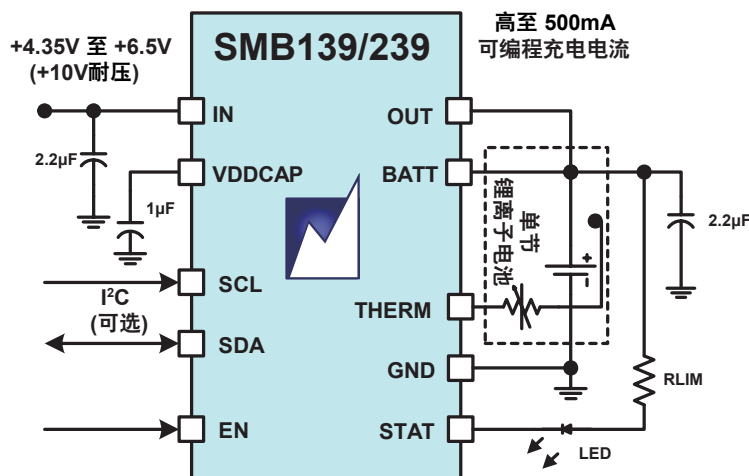 SMB139/239
+4.35V 至 +6.5V
(+10V耐压)
高至 500mA
可编程充电电流
IN
OUT
2.2µF
VDDCAP
BATT
1µF
2.2µF
单节
锂离子电池
+
−
SCL
I²C
(可选)
THERM
SDA
GND
RLIM
EN
STAT
LED